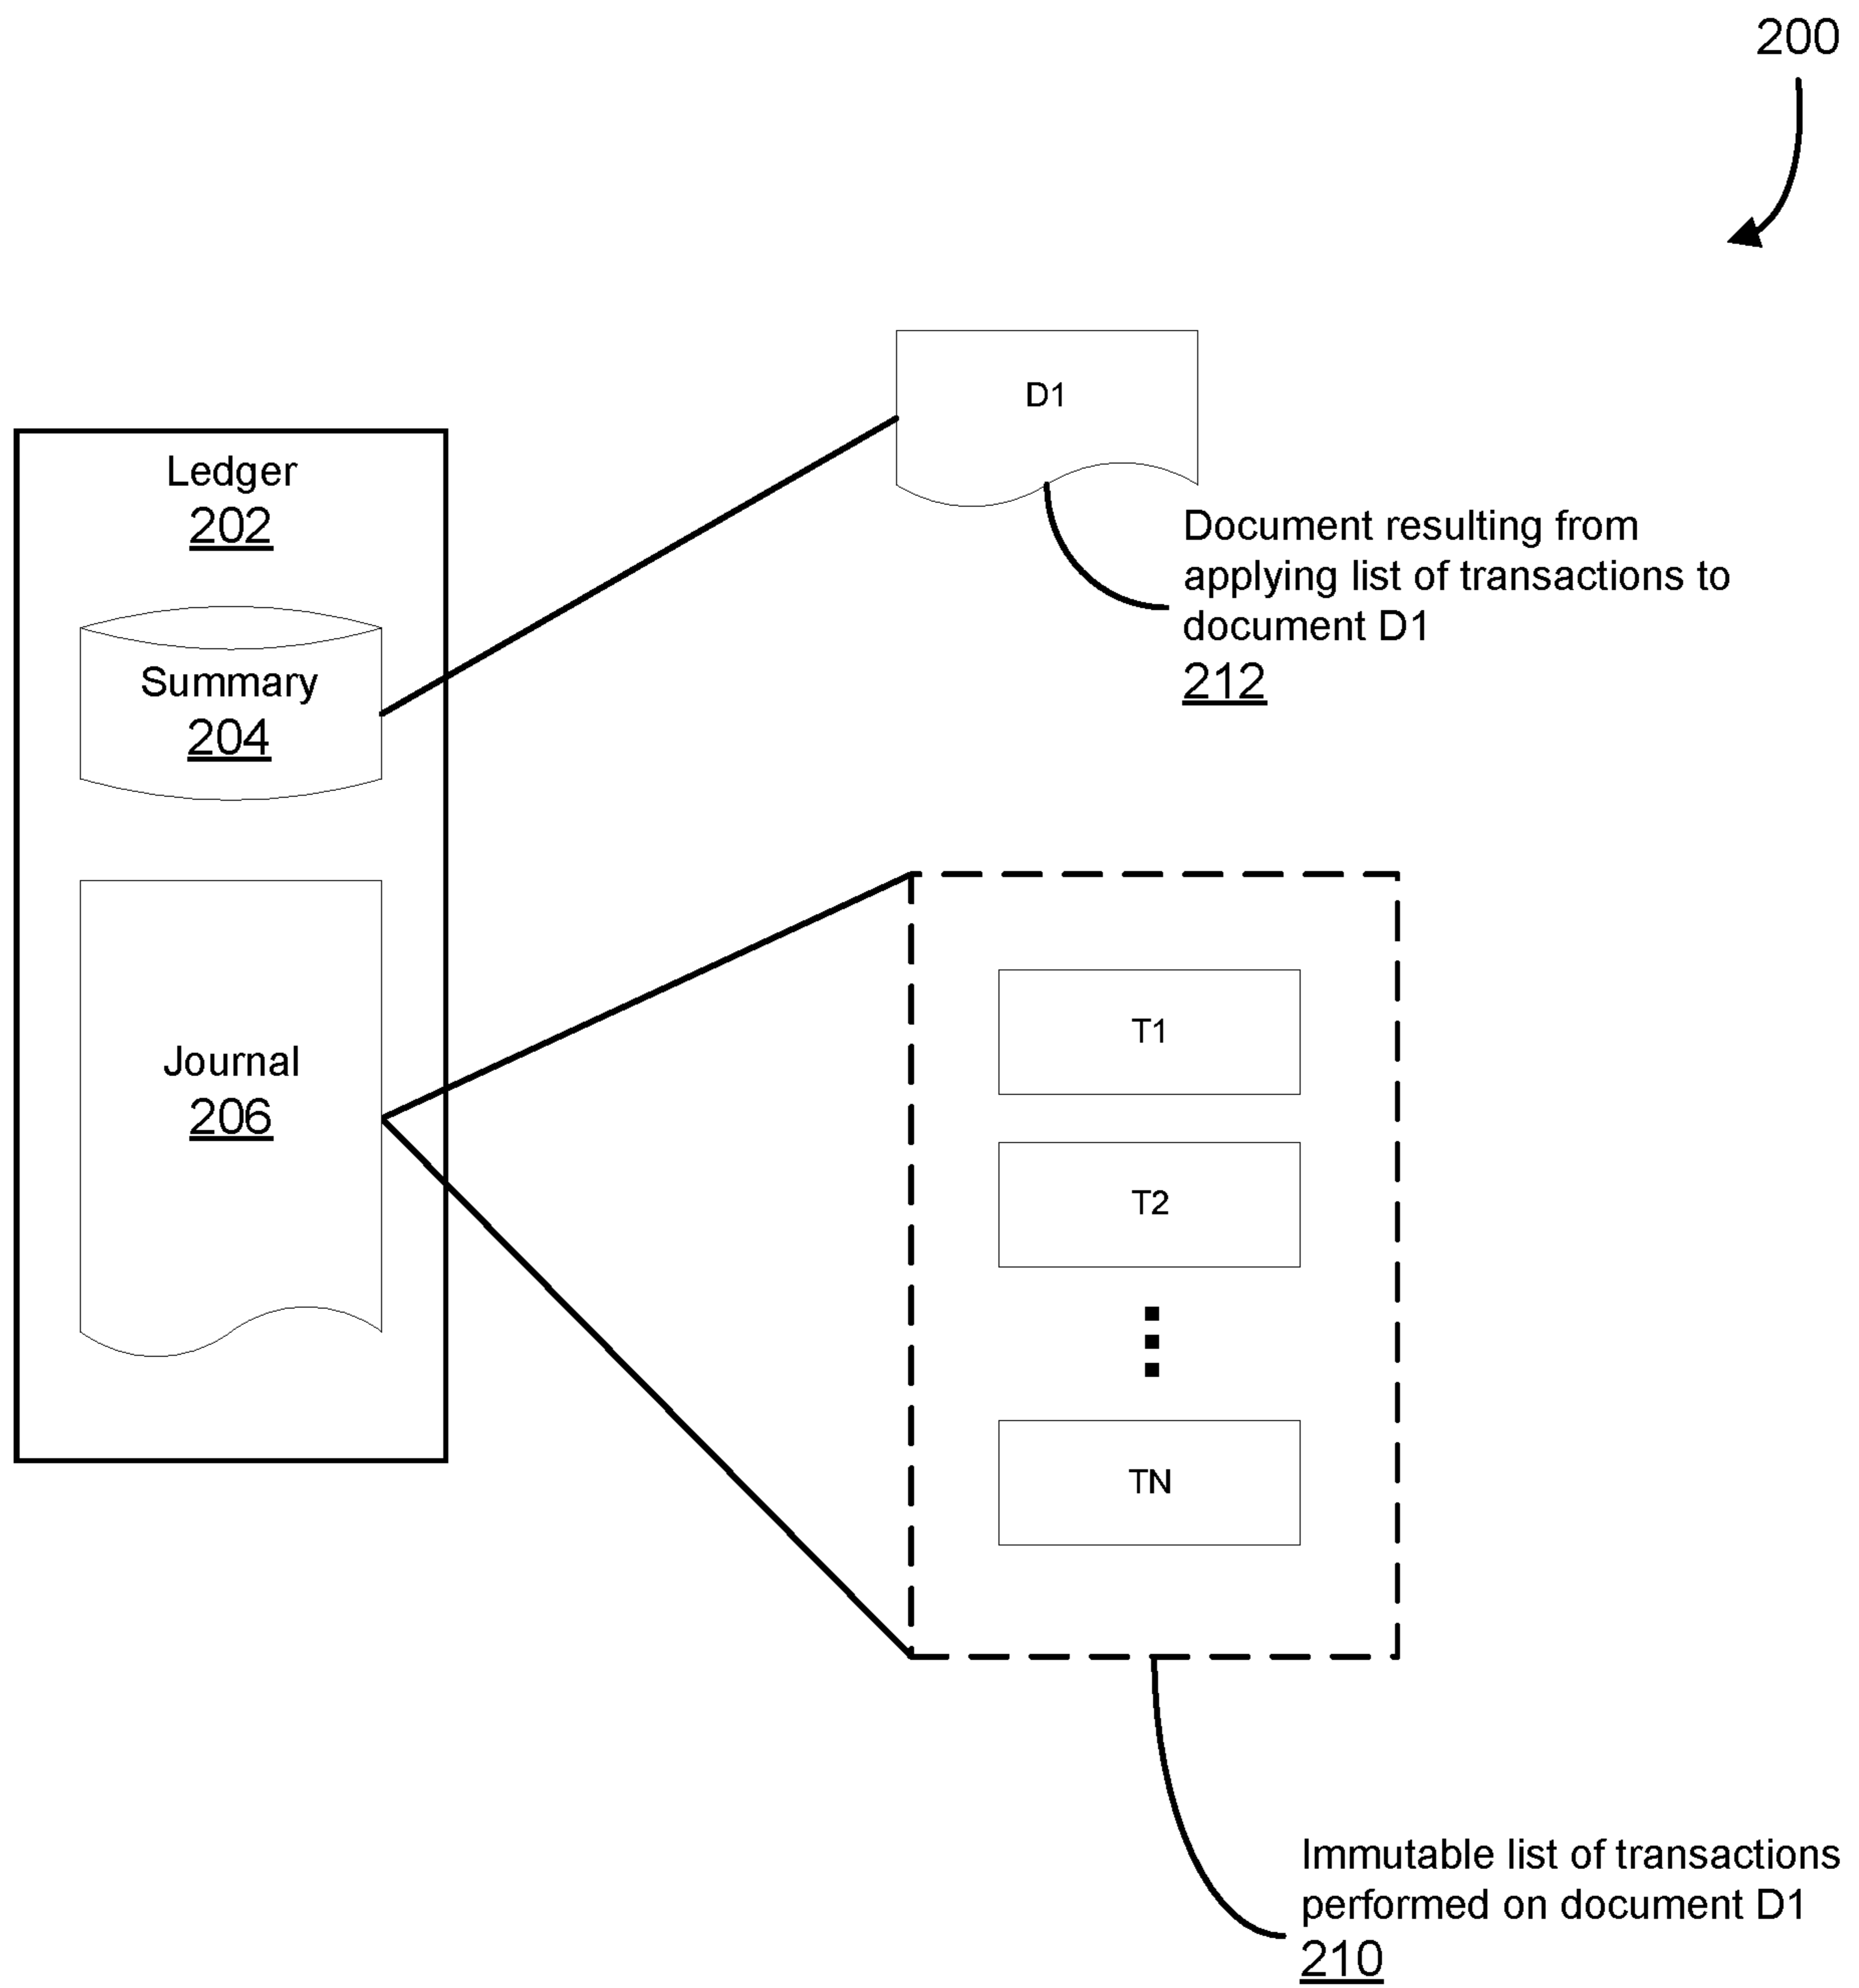 200
D1
Ledger
202
Document resulting from
applying list of transactions to
document D1
212
Summary
204
Journal
206
T1
T2
TN
Immutable list of transactions
performed on document D1
210